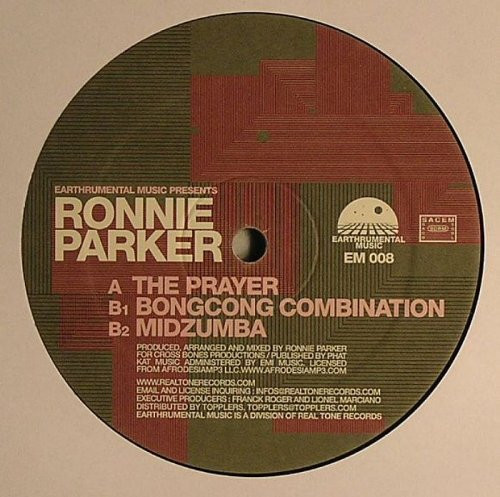 EARTHRUMENTAL MUSIC PRESENTS
RONNIE
PARKER
EARTHRUMENTAL
MUSIC
EM 008
SACEM
A THE PRAYER
B1 BONGCONG COMBINATION
B2 MIDZUMBA
PRODUCED, ARRANGED AND MIXED BY RONNIE PARKER
FOR CROSS BONES PRODUCTIONS / PUBLISHED BY PHAT
KAT MUSIC ADMINISTERED BY EMI MUSIC. LICENSED
FROM AFRODESIAMP3 LLC.WWW.AFRODESIAMP3.COM
WWW.REALTONERECORDS.COM
EMAIL AND LICENSE INQUIRING : INFOS@REALTONERECORDS.COM
EXECUTIVE PRODUCERS : FRANCK ROGER AND LIONEL MARCIANO
DISTRIBUTED BY TOPPLERS, TOPPLERS@TOPPLERS.COM
EARTHRUMENTAL MUSIC IS A DIVISION OF REAL TONE RECORDS